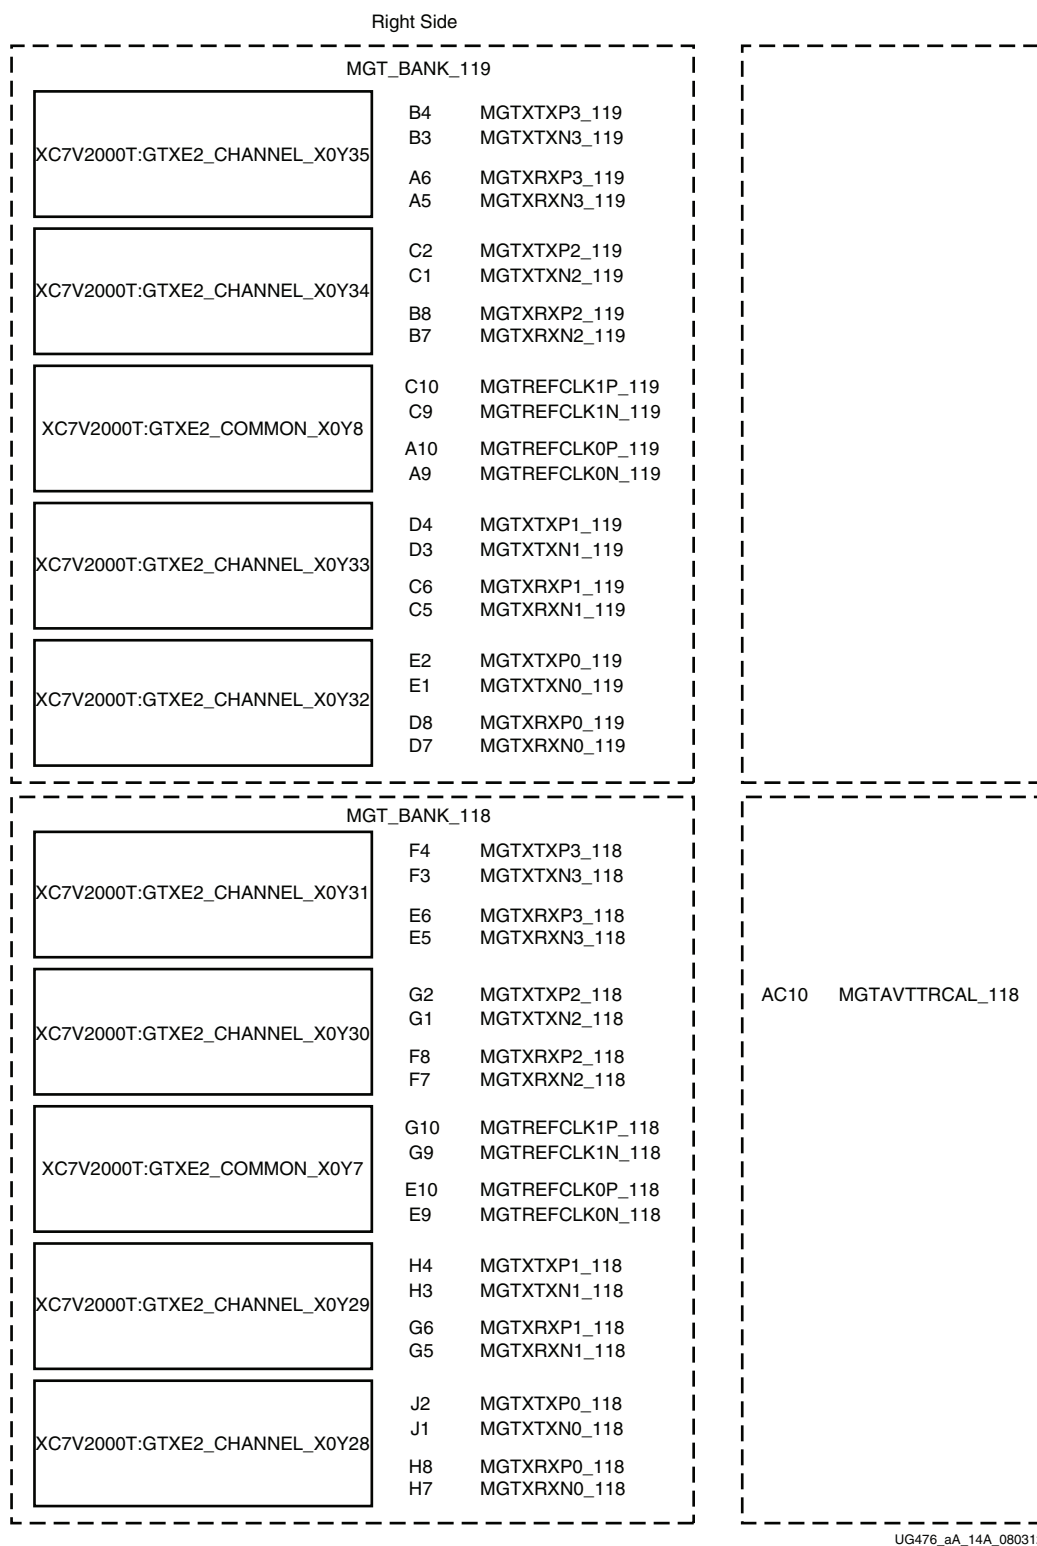 Right Side
MGT_BANK_119
XC7V2000T:GTXE2_CHANNEL_X0Y35
B4 MGTXTXP3_119
B3 MGTXTXN3_119
A6 MGTXRXP3_119
A5 MGTXRXN3_119
XC7V2000T:GTXE2_CHANNEL_X0Y34
C2 MGTXTXP2_119
C1 MGTXTXN2_119
B8 MGTXRXP2_119
B7 MGTXRXN2_119
XC7V2000T:GTXE2_COMMON_X0Y8
C10 MGTREFCLK1P_119
C9 MGTREFCLK1N_119
A10 MGTREFCLK0P_119
A9 MGTREFCLK0N_119
XC7V2000T:GTXE2_CHANNEL_X0Y33
D4 MGTXTXP1_119
D3 MGTXTXN1_119
C6 MGTXRXP1_119
C5 MGTXRXN1_119
XC7V2000T:GTXE2_CHANNEL_X0Y32
E2 MGTXTXP0_119
E1 MGTXTXN0_119
D8 MGTXRXP0_119
D7 MGTXRXN0_119
MGT_BANK_118
XC7V2000T:GTXE2_CHANNEL_X0Y31
F4 MGTXTXP3_118
F3 MGTXTXN3_118
E6 MGTXRXP3_118
E5 MGTXRXN3_118
XC7V2000T:GTXE2_CHANNEL_X0Y30
G2 MGTXTXP2_118
G1 MGTXTXN2_118
F8 MGTXRXP2_118
F7 MGTXRXN2_118
AC10 MGTAVTTRCAL_118
XC7V2000T:GTXE2_COMMON_X0Y7
G10 MGTREFCLK1P_118
G9 MGTREFCLK1N_118
E10 MGTREFCLK0P_118
E9 MGTREFCLK0N_118
XC7V2000T:GTXE2_CHANNEL_X0Y29
H4 MGTXTXP1_118
H3 MGTXTXN1_118
G6 MGTXRXP1_118
G5 MGTXRXN1_118
XC7V2000T:GTXE2_CHANNEL_X0Y28
J2 MGTXTXP0_118
J1 MGTXTXN0_118
H8 MGTXRXP0_118
H7 MGTXRXN0_118